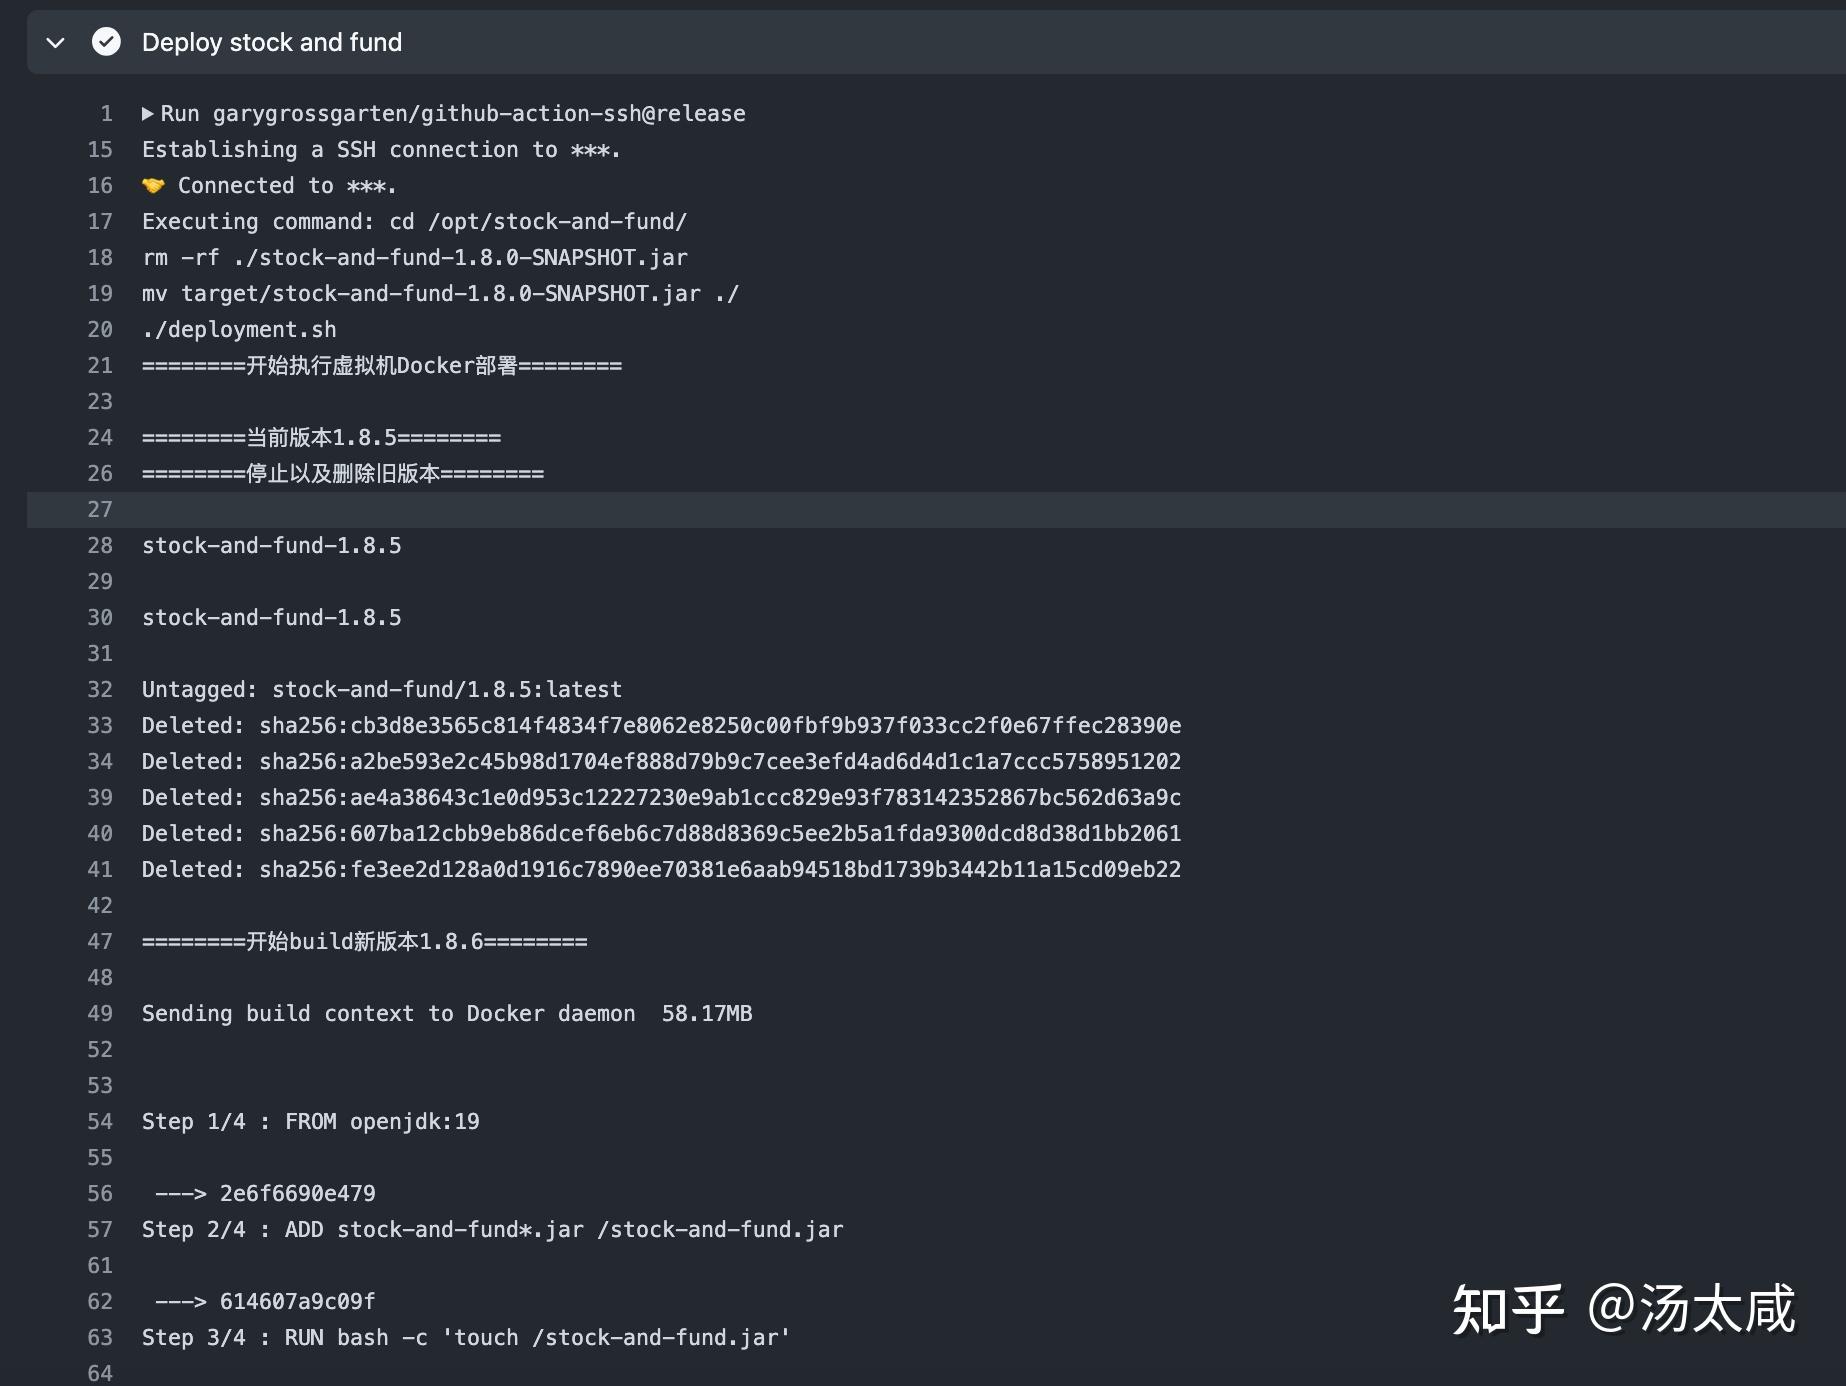 Deploy stock and fund
1 ▶ Run garygrossgarten/github-action-ssh@release
15 Establishing a SSH connection to ***.
16 🤝 Connected to ***.
17 Executing command: cd /opt/stock-and-fund/
18 rm -rf ./stock-and-fund-1.8.0-SNAPSHOT.jar
19 mv target/stock-and-fund-1.8.0-SNAPSHOT.jar ./
20 ./deployment.sh
21 ========开始执行虚拟机Docker部署========
23
24 ========当前版本1.8.5========
26 ========停止以及删除旧版本========
27
28 stock-and-fund-1.8.5
29
30 stock-and-fund-1.8.5
31
32 Untagged: stock-and-fund/1.8.5:latest
33 Deleted: sha256:cb3d8e3565c814f4834f7e8062e8250c00fbf9b937f033cc2f0e67ffec28390e
34 Deleted: sha256:a2be593e2c45b98d1704ef888d79b9c7cee3efd4ad6d4d1c1a7ccc5758951202
39 Deleted: sha256:ae4a38643c1e0d953c12227230e9ab1ccc829e93f783142352867bc562d63a9c
40 Deleted: sha256:607ba12cbb9eb86dcef6eb6c7d88d8369c5ee2b5a1fda9300dcd8d38d1bb2061
41 Deleted: sha256:fe3ee2d128a0d1916c7890ee70381e6aab94518bd1739b3442b11a15cd09eb22
42
47 ========开始build新版本1.8.6========
48
49 Sending build context to Docker daemon  58.17MB
52
53
54 Step 1/4 : FROM openjdk:19
55
56  ---> 2e6f6690e479
57 Step 2/4 : ADD stock-and-fund*.jar /stock-and-fund.jar
61
62  ---> 614607a9c09f
63 Step 3/4 : RUN bash -c 'touch /stock-and-fund.jar'
64
知乎 @汤太咸